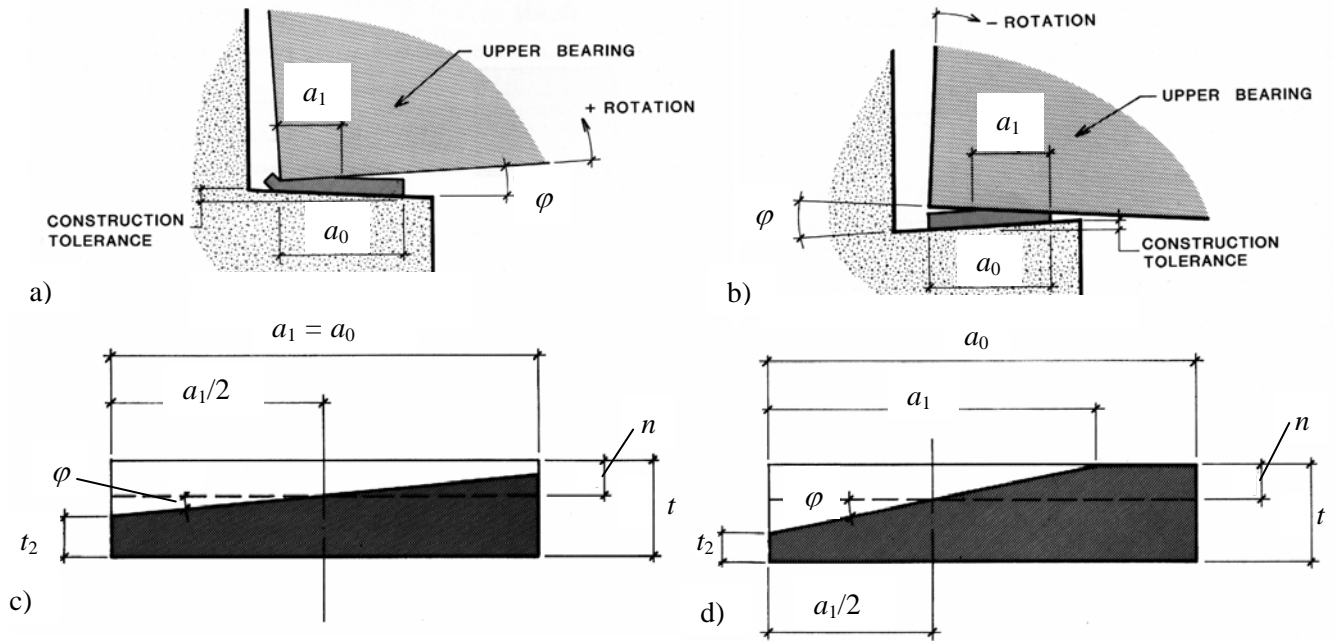 a1
UPPER BEARING
+ ROTATION
φ
CONSTRUCTION
TOLERANCE
a0
a)
– ROTATION
UPPER BEARING
a1
φ
CONSTRUCTION
TOLERANCE
a0
b)
a1 = a0
a1/2
n
φ
t
t2
c)
a0
a1
n
φ
t
t2
a1/2
d)